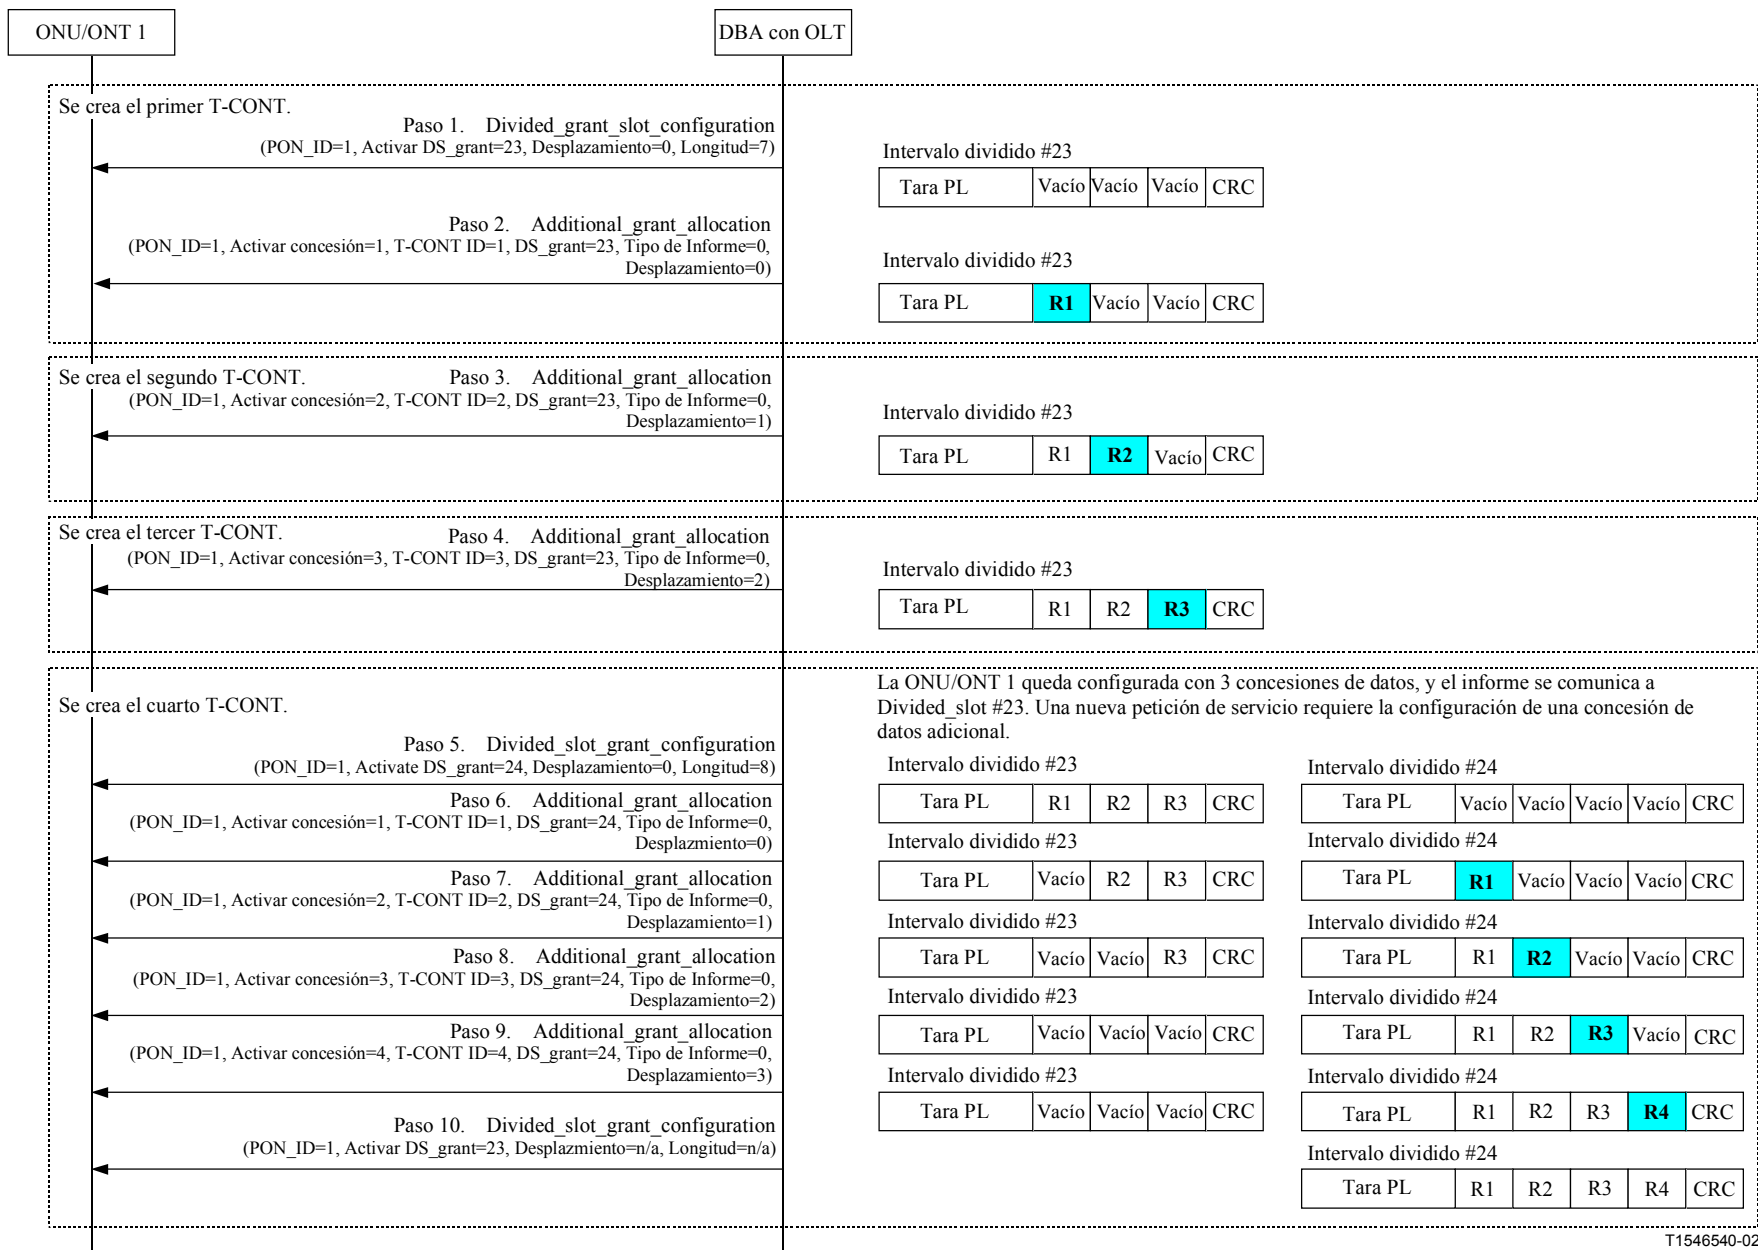 ONU/ONT 1
DBA con OLT
Se crea el primer T-CONT.
Paso 1. Divided_grant_slot_configuration
(PON_ID=1, Activar DS_grant=23, Desplazamiento=0, Longitud=7)
Intervalo dividido #23
Tara PL Vacío Vacío Vacío CRC
Paso 2. Additional_grant_allocation
(PON_ID=1, Activar concesión=1, T-CONT ID=1, DS_grant=23, Tipo de Informe=0,
Desplazamiento=0)
Intervalo dividido #23
Tara PL R1 Vacío Vacío CRC
Se crea el segundo T-CONT.
Paso 3. Additional_grant_allocation
(PON_ID=1, Activar concesión=2, T-CONT ID=2, DS_grant=23, Tipo de Informe=0,
Desplazamiento=1)
Intervalo dividido #23
Tara PL R1 R2 Vacío CRC
Se crea el tercer T-CONT.
Paso 4. Additional_grant_allocation
(PON_ID=1, Activar concesión=3, T-CONT ID=3, DS_grant=23, Tipo de Informe=0,
Desplazamiento=2)
Intervalo dividido #23
Tara PL R1 R2 R3 CRC
Se crea el cuarto T-CONT.
La ONU/ONT 1 queda configurada con 3 concesiones de datos, y el informe se comunica a
Divided_slot #23. Una nueva petición de servicio requiere la configuración de una concesión de
datos adicional.
Paso 5. Divided_slot_grant_configuration
(PON_ID=1, Activate DS_grant=24, Desplazamiento=0, Longitud=8)
Intervalo dividido #23
Tara PL R1 R2 R3 CRC
Intervalo dividido #24
Tara PL Vacío Vacío Vacío Vacío CRC
Paso 6. Additional_grant_allocation
(PON_ID=1, Activar concesión=1, T-CONT ID=1, DS_grant=24, Tipo de Informe=0,
Desplazmiento=0)
Intervalo dividido #23
Tara PL Vacío R2 R3 CRC
Intervalo dividido #24
Tara PL R1 Vacío Vacío Vacío CRC
Paso 7. Additional_grant_allocation
(PON_ID=1, Activar concesión=2, T-CONT ID=2, DS_grant=24, Tipo de Informe=0,
Desplazamiento=1)
Intervalo dividido #23
Tara PL Vacío Vacío R3 CRC
Intervalo dividido #24
Tara PL R1 R2 Vacío Vacío CRC
Paso 8. Additional_grant_allocation
(PON_ID=1, Activar concesión=3, T-CONT ID=3, DS_grant=24, Tipo de Informe=0,
Desplazamiento=2)
Intervalo dividido #23
Tara PL Vacío Vacío Vacío CRC
Intervalo dividido #24
Tara PL R1 R2 R3 Vacío CRC
Paso 9. Additional_grant_allocation
(PON_ID=1, Activar concesión=4, T-CONT ID=4, DS_grant=24, Tipo de Informe=0,
Desplazamiento=3)
Intervalo dividido #23
Tara PL Vacío Vacío Vacío CRC
Intervalo dividido #24
Tara PL R1 R2 R3 R4 CRC
Paso 10. Divided_slot_grant_configuration
(PON_ID=1, Activar DS_grant=23, Desplazmiento=n/a, Longitud=n/a)
Intervalo dividido #24
Tara PL R1 R2 R3 R4 CRC
T1546540-02